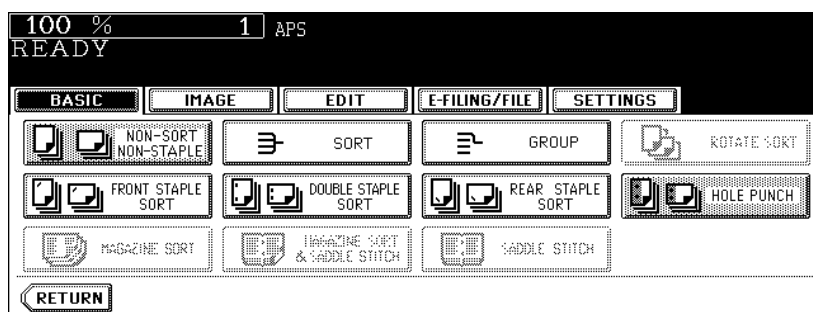 100 % 1 APS
READY
BASIC IMAGE EDIT E-FILING/FILE SETTINGS
NON-SORT
NON-STAPLE
SORT
GROUP
ROTATE SORT
FRONT STAPLE
SORT
DOUBLE STAPLE
SORT
REAR STAPLE
SORT
HOLE PUNCH
MAGAZINE SORT
MAGAZINE SORT
& SADDLE STITCH
SADDLE STITCH
RETURN